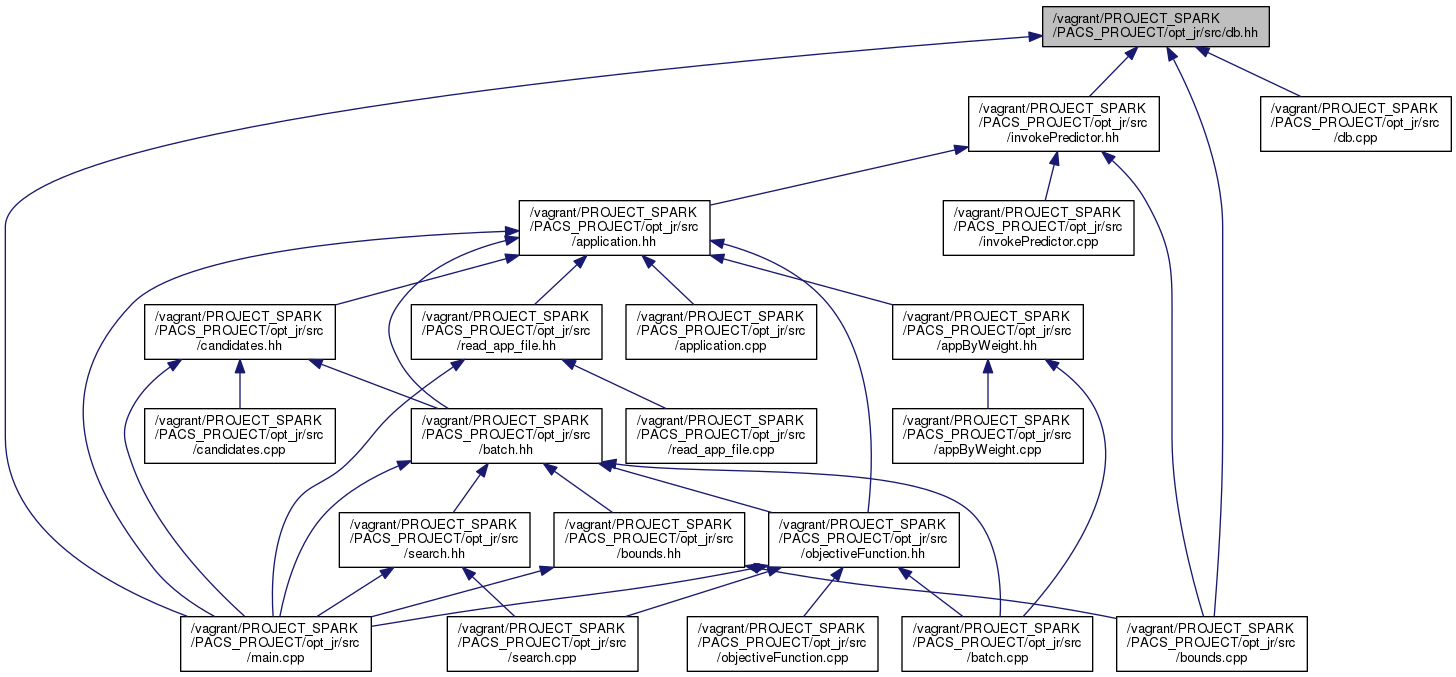 /vagrant/PROJECT_SPARK
/PACS_PROJECT/opt_jr/src/db.hh
/vagrant/PROJECT_SPARK
/PACS_PROJECT/opt_jr/src
/invokePredictor.hh
/vagrant/PROJECT_SPARK
/PACS_PROJECT/opt_jr/src
/db.cpp
/vagrant/PROJECT_SPARK
/PACS_PROJECT/opt_jr/src
/application.hh
/vagrant/PROJECT_SPARK
/PACS_PROJECT/opt_jr/src
/invokePredictor.cpp
/vagrant/PROJECT_SPARK
/PACS_PROJECT/opt_jr/src
/candidates.hh
/vagrant/PROJECT_SPARK
/PACS_PROJECT/opt_jr/src
/read_app_file.hh
/vagrant/PROJECT_SPARK
/PACS_PROJECT/opt_jr/src
/application.cpp
/vagrant/PROJECT_SPARK
/PACS_PROJECT/opt_jr/src
/appByWeight.hh
/vagrant/PROJECT_SPARK
/PACS_PROJECT/opt_jr/src
/candidates.cpp
/vagrant/PROJECT_SPARK
/PACS_PROJECT/opt_jr/src
/batch.hh
/vagrant/PROJECT_SPARK
/PACS_PROJECT/opt_jr/src
/read_app_file.cpp
/vagrant/PROJECT_SPARK
/PACS_PROJECT/opt_jr/src
/appByWeight.cpp
/vagrant/PROJECT_SPARK
/PACS_PROJECT/opt_jr/src
/search.hh
/vagrant/PROJECT_SPARK
/PACS_PROJECT/opt_jr/src
/bounds.hh
/vagrant/PROJECT_SPARK
/PACS_PROJECT/opt_jr/src
/objectiveFunction.hh
/vagrant/PROJECT_SPARK
/PACS_PROJECT/opt_jr/src
/main.cpp
/vagrant/PROJECT_SPARK
/PACS_PROJECT/opt_jr/src
/search.cpp
/vagrant/PROJECT_SPARK
/PACS_PROJECT/opt_jr/src
/objectiveFunction.cpp
/vagrant/PROJECT_SPARK
/PACS_PROJECT/opt_jr/src
/batch.cpp
/vagrant/PROJECT_SPARK
/PACS_PROJECT/opt_jr/src
/bounds.cpp